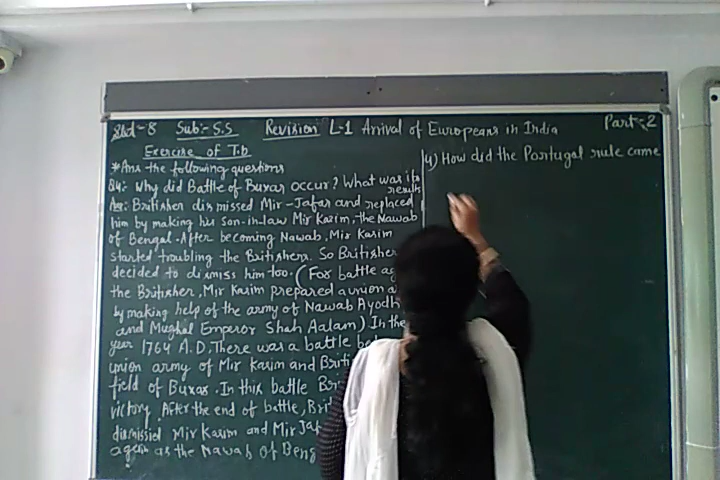 Std-8 Sub:- S.S Revision L-1 Arrival of Europeans in India Part-2
Exercise of T.b
*Ans the following questions
Q4:- Why did Battle of Buxar occur? What was its results
Ans:- Britisher dismissed Mir-Jafar and replaced
him by making his son-in-law Mir Kasim, the Nawab
of Bengal. After becoming Nawab, Mir Kasim
started troubling the Britishers. So Britisher
decided to dismiss him too. (For battle
the Britisher, Mir Kasim prepared a union
by making help of the army of Nawab Ayodh
and Mughal Emperor Shah Aalam) In the
year 1764 A.D, There was a battle
union army of Mir Kasim and Briti
field of Buxar. In this battle Bri
victory After the end of battle, Brit
dismissed Mir Kasim and Mir Jaf
again as the Nawab of Beng
4) How did the Portugal rule came